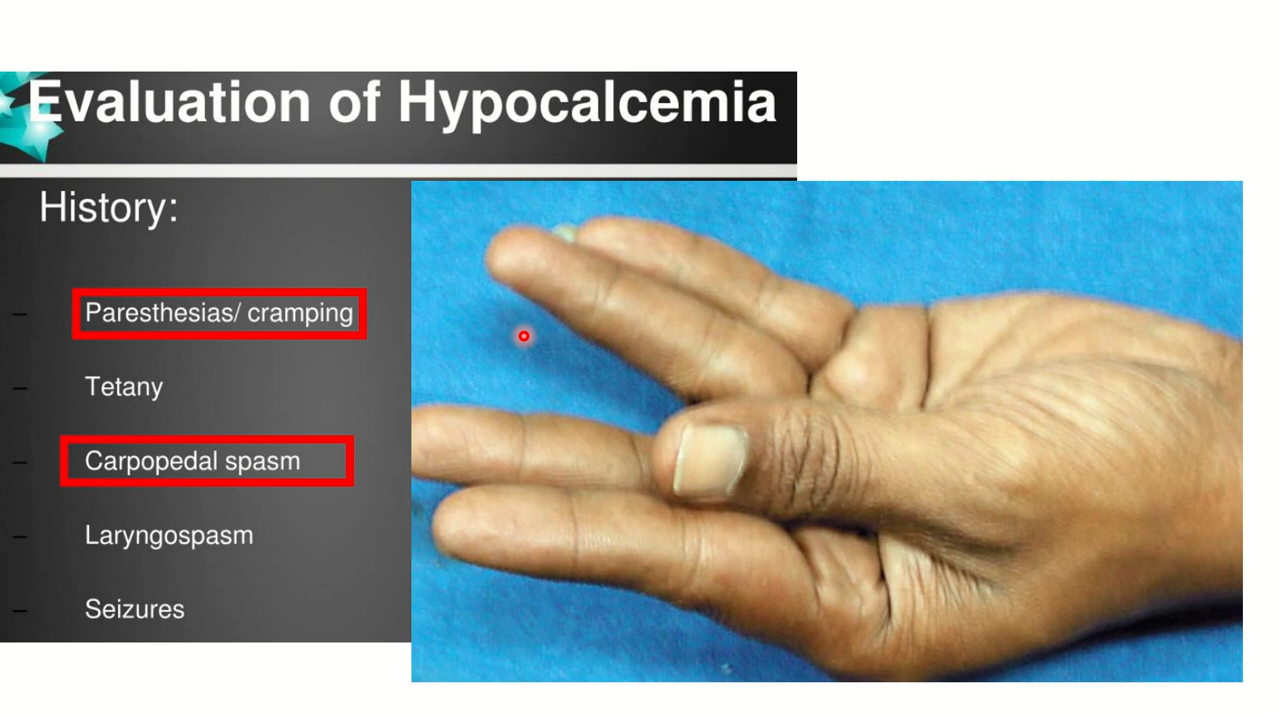 Evaluation of Hypocalcemia
History:
– Paresthesias/ cramping
– Tetany
– Carpopedal spasm
– Laryngospasm
– Seizures